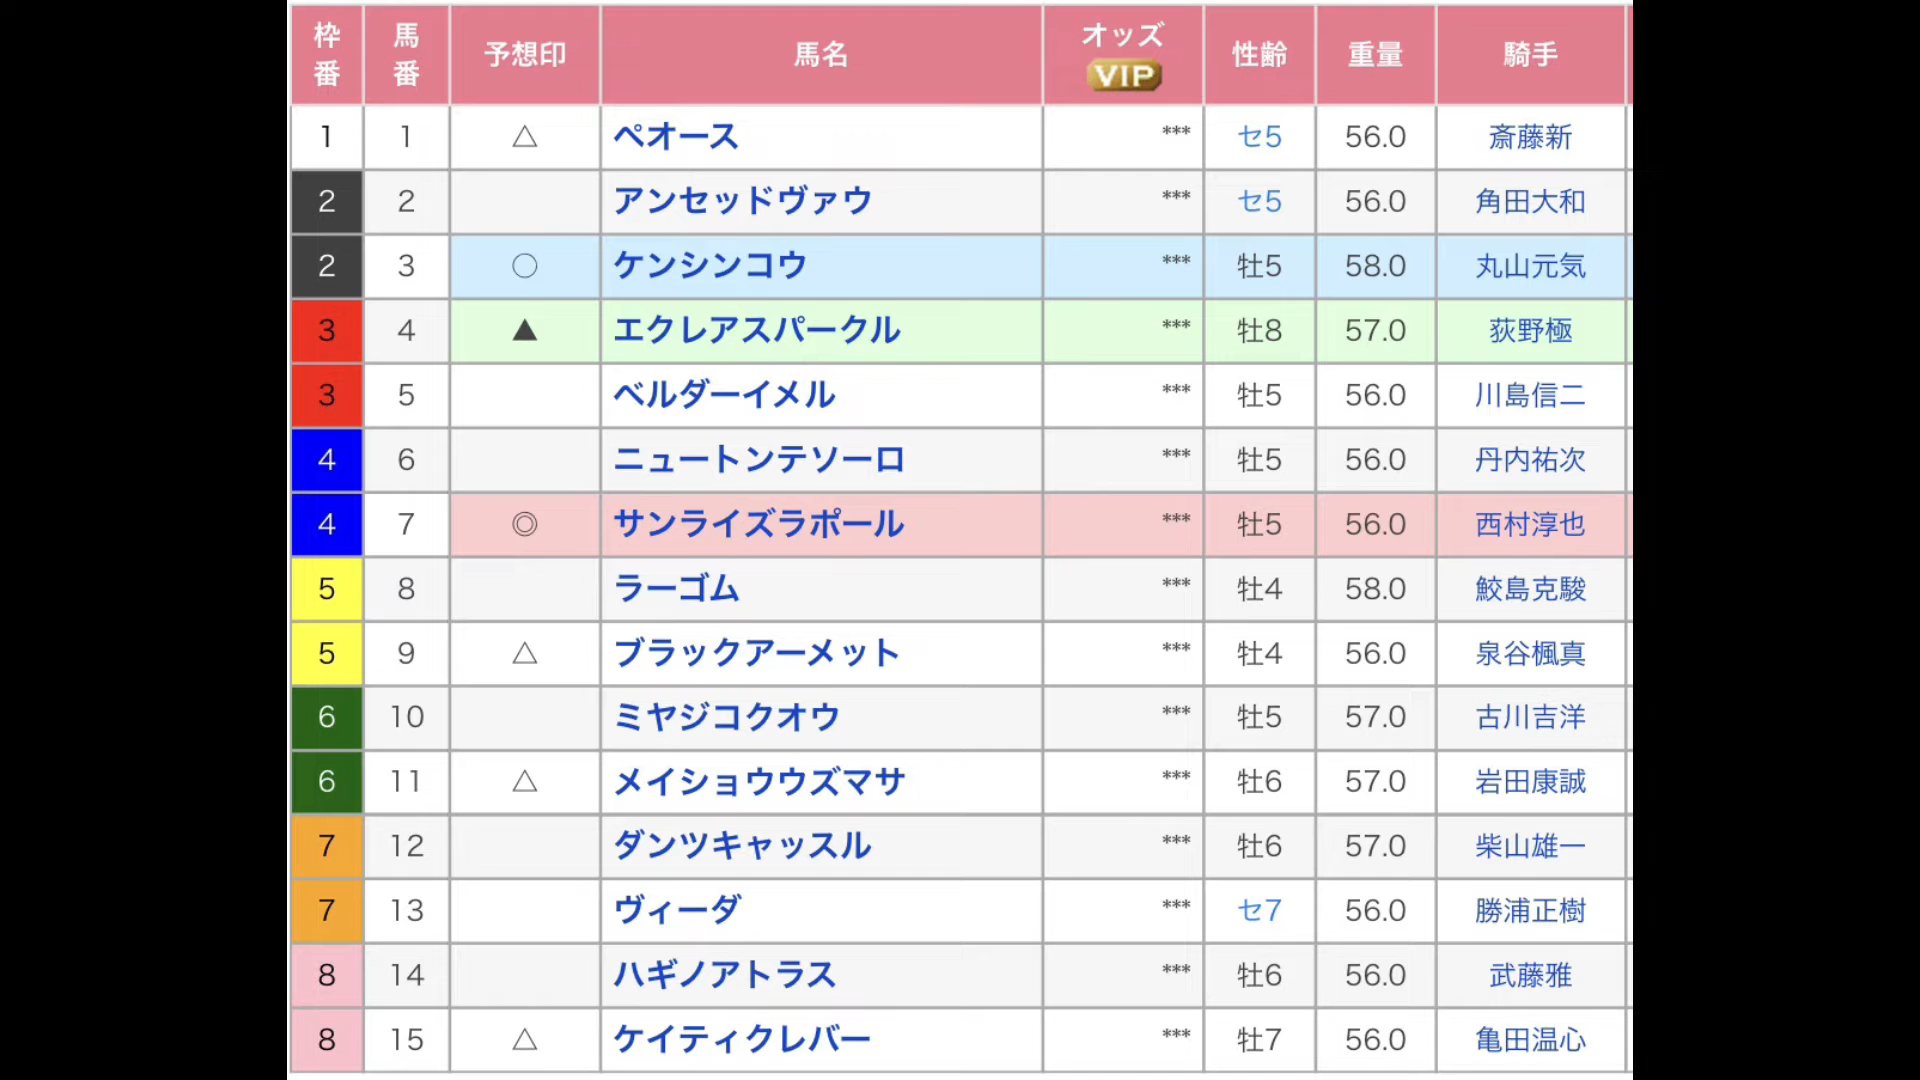 枠番 馬番 予想印 馬名 オッズ VIP 性齢 重量 騎手
1 1 △ ペオース *** セ5 56.0 斎藤新
2 2 アンセッドヴァウ *** セ5 56.0 角田大和
2 3 ○ ケンシンコウ *** 牡5 58.0 丸山元気
3 4 ▲ エクレアスパークル *** 牡8 57.0 荻野極
3 5 ベルダーイメル *** 牡5 56.0 川島信二
4 6 ニュートンテソーロ *** 牡5 56.0 丹内祐次
4 7 ◎ サンライズラポール *** 牡5 56.0 西村淳也
5 8 ラーゴム *** 牡4 58.0 鮫島克駿
5 9 △ ブラックアーメット *** 牡4 56.0 泉谷楓真
6 10 ミヤジコクオウ *** 牡5 57.0 古川吉洋
6 11 △ メイショウウズマサ *** 牡6 57.0 岩田康誠
7 12 ダンツキャッスル *** 牡6 57.0 柴山雄一
7 13 ヴィーダ *** セ7 56.0 勝浦正樹
8 14 ハギノアトラス *** 牡6 56.0 武藤雅
8 15 △ ケイティクレバー *** 牡7 56.0 亀田温心